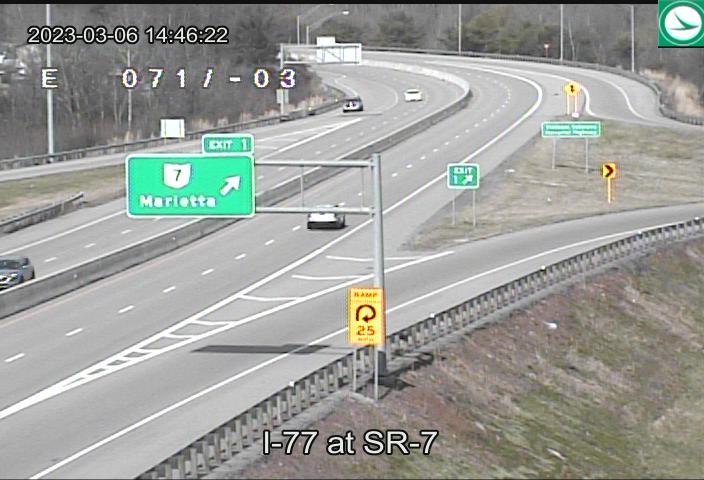 2023-03-06 14:46:22
E 0717-03
EXIT 1
7
Marietta
EXIT
1
RAMP
25
MPH
I-77 at SR-7